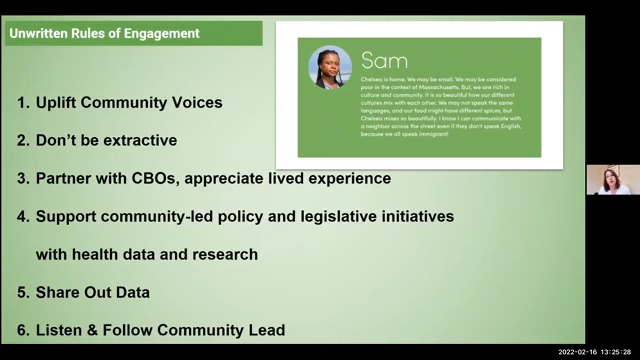 Unwritten Rules of Engagement
Sam
Chelsea is home. We may be small. We may be considered
poor in the context of Massachusetts. But, we are rich in
culture and community. It is so beautiful how our different
cultures mix with each other. We may not speak the same
languages, and our food might have different spices, but
Chelsea mixes so beautifully. I know I can communicate with
a neighbor across the street even if they don't speak English,
because we all speak immigrant!
1. Uplift Community Voices
2. Don't be extractive
3. Partner with CBOs, appreciate lived experience
4. Support community-led policy and legislative initiatives
with health data and research
5. Share Out Data
6. Listen & Follow Community Lead
2022-02-16 13:25:28